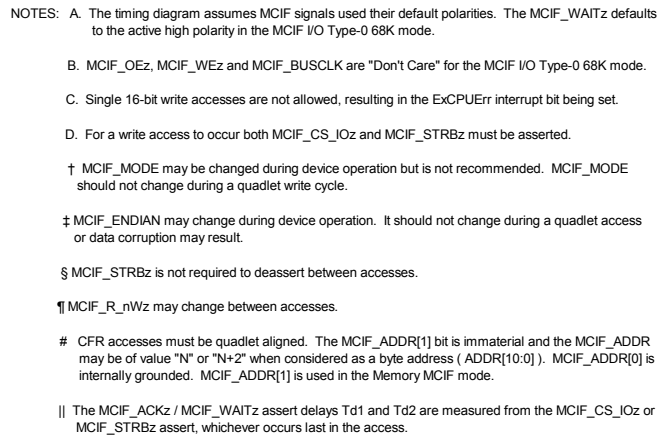 NOTES: A. The timing diagram assumes MCIF signals used their default polarities. The MCIF_WAITz defaults
to the active high polarity in the MCIF I/O Type-0 68K mode.
B. MCIF_OEz, MCIF_WEz and MCIF_BUSCLK are "Don't Care" for the MCIF I/O Type-0 68K mode.
C. Single 16-bit write accesses are not allowed, resulting in the ExCPUErr interrupt bit being set.
D. For a write access to occur both MCIF_CS_IOz and MCIF_STRBz must be asserted.
† MCIF_MODE may be changed during device operation but is not recommended. MCIF_MODE
should not change during a quadlet write cycle.
‡ MCIF_ENDIAN may change during device operation. It should not change during a quadlet access
or data corruption may result.
§ MCIF_STRBz is not required to deassert between accesses.
¶ MCIF_R_nWz may change between accesses.
# CFR accesses must be quadlet aligned. The MCIF_ADDR[1] bit is immaterial and the MCIF_ADDR
may be of value "N" or "N+2" when considered as a byte address ( ADDR[10:0] ). MCIF_ADDR[0] is
internally grounded. MCIF_ADDR[1] is used in the Memory MCIF mode.
|| The MCIF_ACKz / MCIF_WAITz assert delays Td1 and Td2 are measured from the MCIF_CS_IOz or
MCIF_STRBz assert, whichever occurs last in the access.